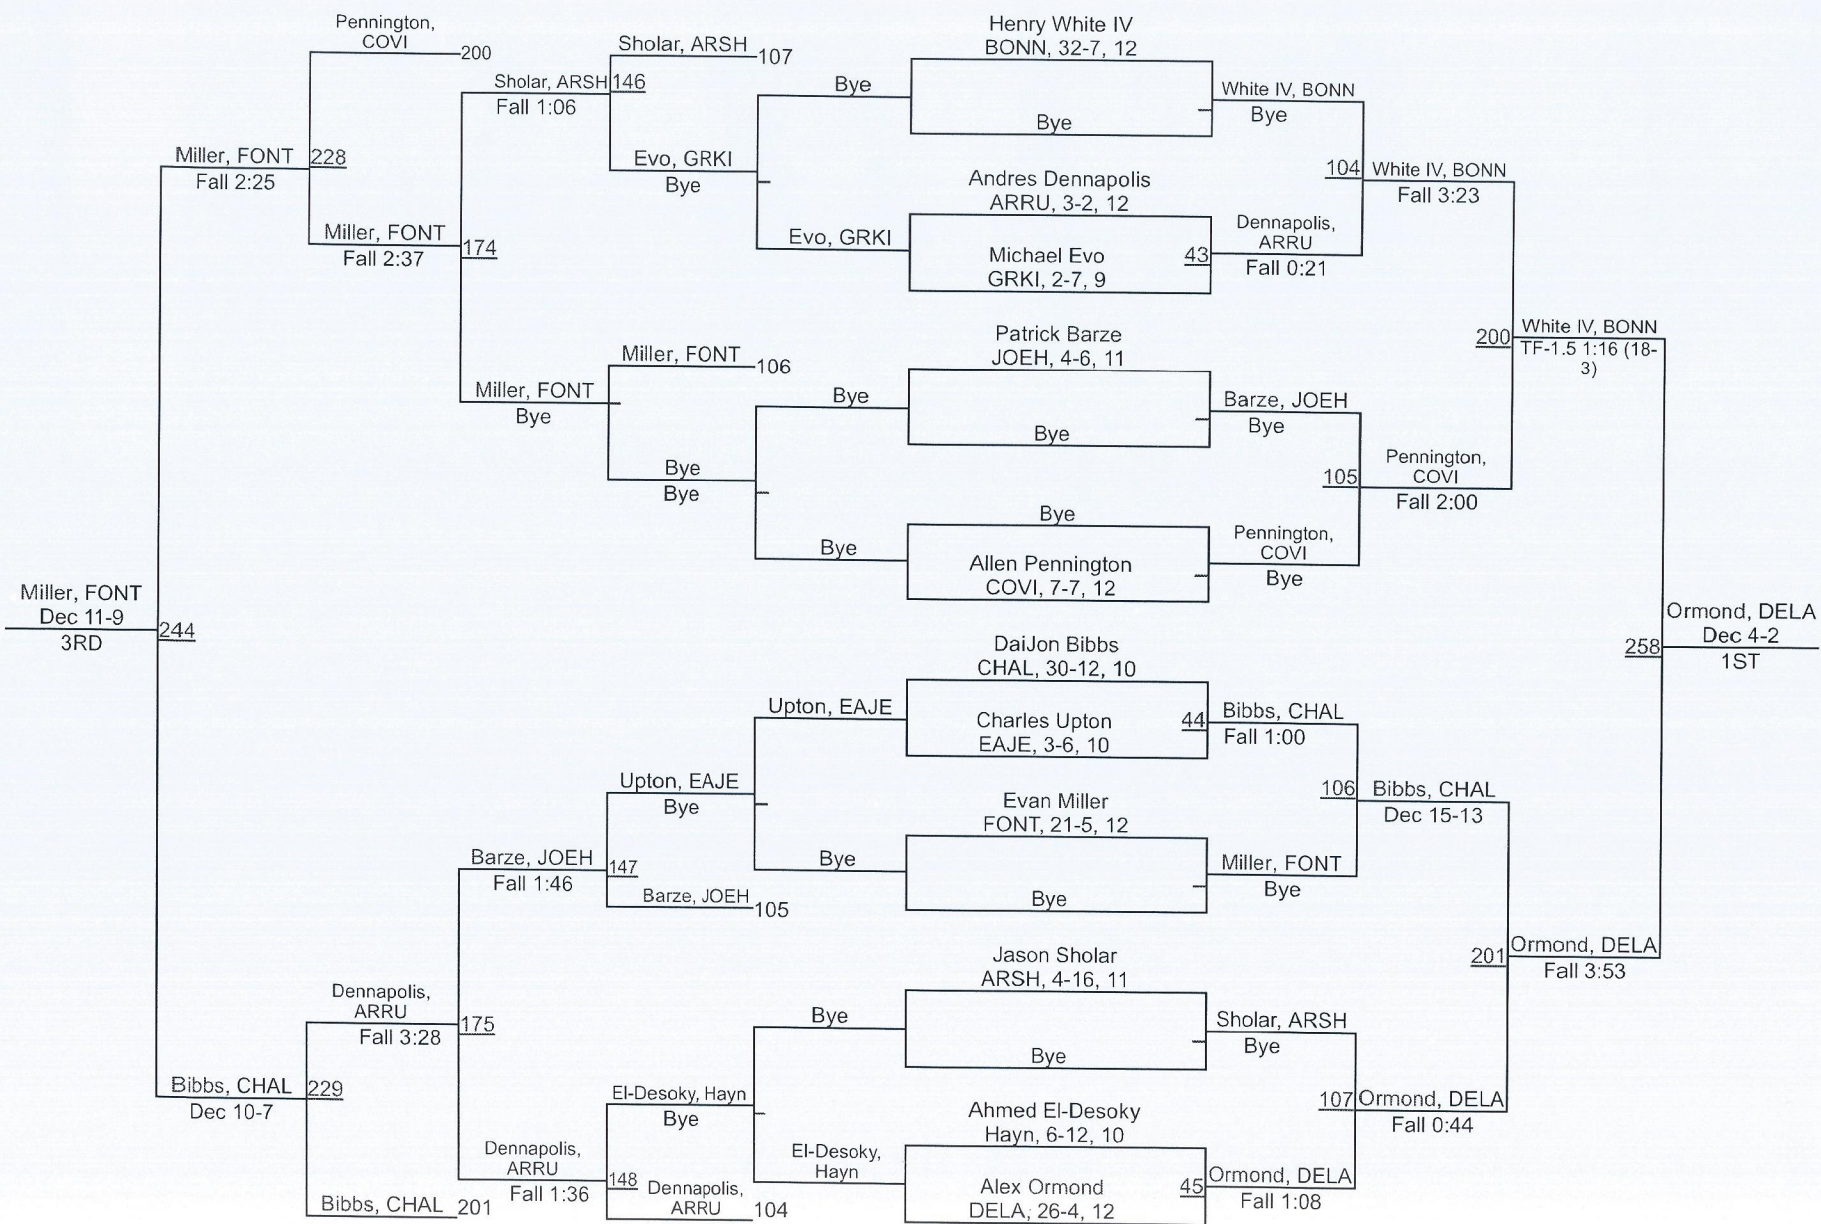 Pennington,
COVI
200
Sholar, ARSH
107
Sholar, ARSH
146
Fall 1:06
Henry White IV
BONN, 32-7, 12
Bye
Bye
White IV, BONN
Bye
Miller, FONT
228
Fall 2:25
Evo, GRKI
Bye
104
White IV, BONN
Fall 3:23
Andres Dennapolis
ARRU, 3-2, 12
Miller, FONT
174
Fall 2:37
Evo, GRKI
Michael Evo
GRKI, 2-7, 9
43
Dennapolis,
ARRU
Fall 0:21
Patrick Barze
JOEH, 4-6, 11
200
White IV, BONN
TF-1.5 1:16 (18-
3)
Miller, FONT
106
Miller, FONT
Bye
Bye
Bye
Barze, JOEH
Bye
Bye
Bye
105
Pennington,
COVI
Fall 2:00
Bye
Bye
Allen Pennington
COVI, 7-7, 12
Pennington,
COVI
Bye
Miller, FONT
Dec 11-9
3RD
244
258
Ormond, DELA
Dec 4-2
1ST
DaiJon Bibbs
CHAL, 30-12, 10
Upton, EAJE
Charles Upton
EAJE, 3-6, 10
44
Bibbs, CHAL
Fall 1:00
Upton, EAJE
Bye
106
Bibbs, CHAL
Dec 15-13
Evan Miller
FONT, 21-5, 12
Barze, JOEH
147
Fall 1:46
Barze, JOEH
105
Bye
Bye
Miller, FONT
Bye
201
Ormond, DELA
Fall 3:53
Jason Sholar
ARSH, 4-16, 11
Dennapolis,
ARRU
175
Fall 3:28
Bye
Bye
Sholar, ARSH
Bye
Bibbs, CHAL
229
Dec 10-7
El-Desoky, Hayn
Bye
107
Ormond, DELA
Fall 0:44
Ahmed El-Desoky
Hayn, 6-12, 10
Dennapolis,
ARRU
148
Fall 1:36
El-Desoky,
Hayn
Alex Ormond
DELA, 26-4, 12
45
Ormond, DELA
Fall 1:08
Bibbs, CHAL
201
Dennapolis,
ARRU
104